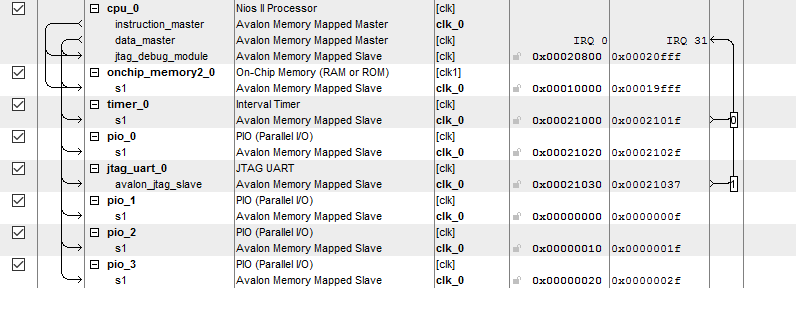 cpu_0 Nios II Processor [clk]
instruction_master Avalon Memory Mapped Master clk_0
data_master Avalon Memory Mapped Master clk_0 IRQ 0 IRQ 31
jtag_debug_module Avalon Memory Mapped Slave clk_0 0x00020800 0x00020fff
onchip_memory2_0 On-Chip Memory (RAM or ROM) [clk1]
s1 Avalon Memory Mapped Slave clk_0 0x00010000 0x00019fff
timer_0 Interval Timer [clk]
s1 Avalon Memory Mapped Slave clk_0 0x00021000 0x0002101f 0
pio_0 PIO (Parallel I/O) [clk]
s1 Avalon Memory Mapped Slave clk_0 0x00021020 0x0002102f
jtag_uart_0 JTAG UART [clk]
avalon_jtag_slave Avalon Memory Mapped Slave clk_0 0x00021030 0x00021037 1
pio_1 PIO (Parallel I/O) [clk]
s1 Avalon Memory Mapped Slave clk_0 0x00000000 0x0000000f
pio_2 PIO (Parallel I/O) [clk]
s1 Avalon Memory Mapped Slave clk_0 0x00000010 0x0000001f
pio_3 PIO (Parallel I/O) [clk]
s1 Avalon Memory Mapped Slave clk_0 0x00000020 0x0000002f